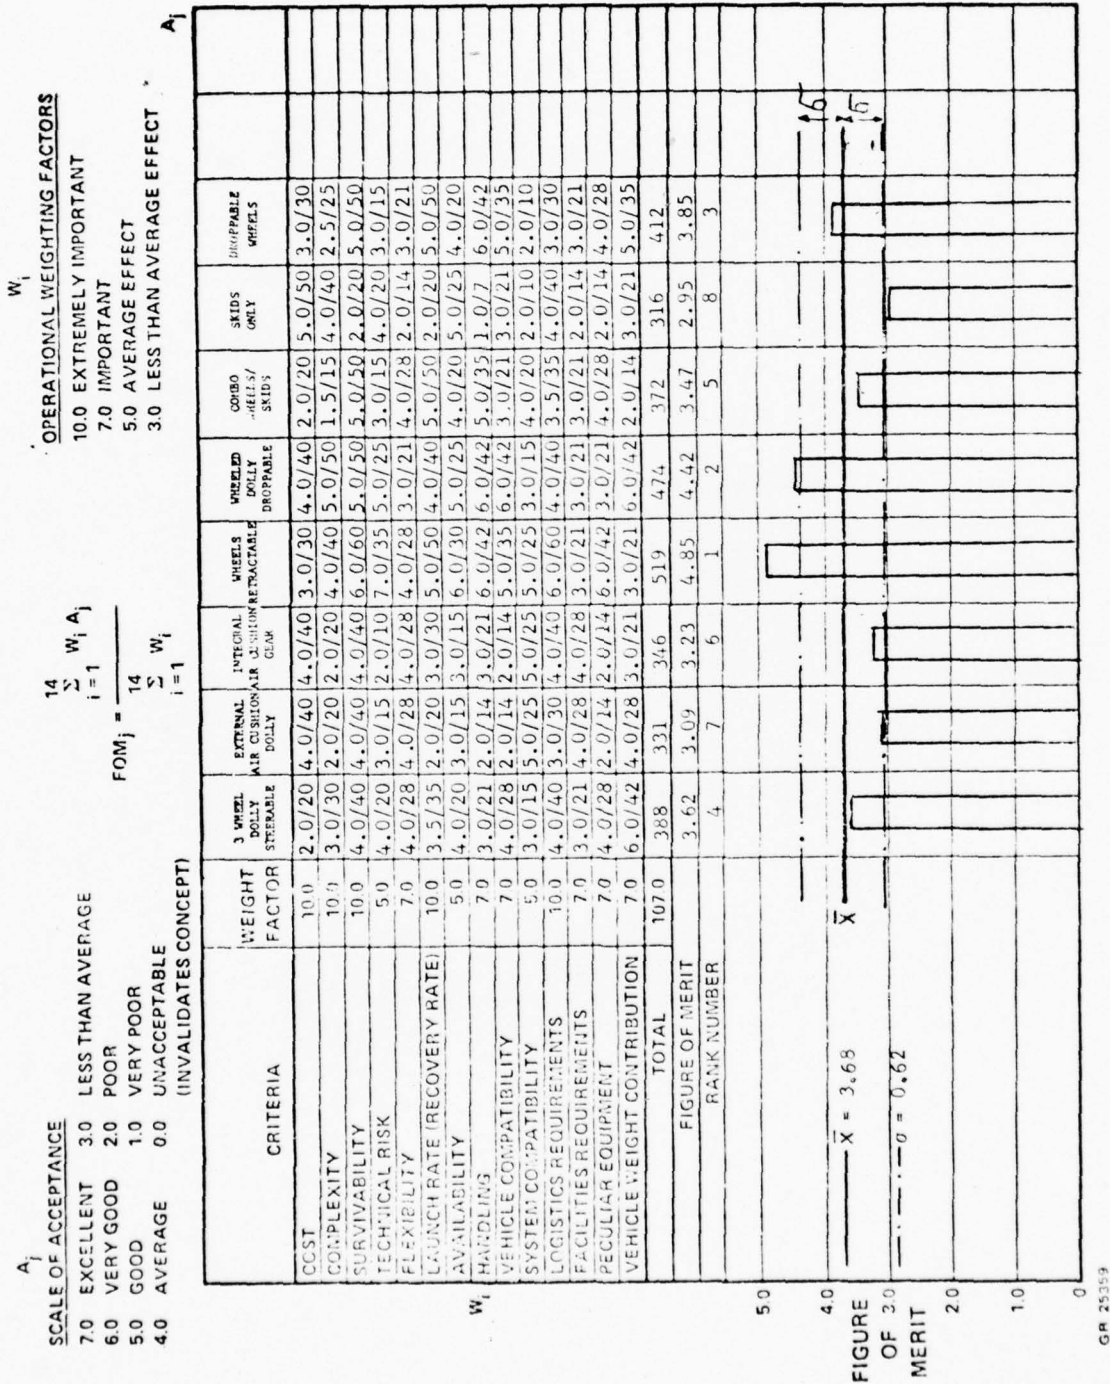 A j
SCALE OF ACCEPTANCE
7.0 EXCELLENT 3.0 LESS THAN AVERAGE
6.0 VERY GOOD 2.0 POOR
5.0 GOOD 1.0 VERY POOR
4.0 AVERAGE 0.0 UNACCEPTABLE
(INVALIDATES CONCEPT)
FOM j = 14 Σ i = 1 W i A j
14 Σ i = 1 W i
W i
OPERATIONAL WEIGHTING FACTORS
10.0 EXTREMELY IMPORTANT
7.0 IMPORTANT
5.0 AVERAGE EFFECT
3.0 LESS THAN AVERAGE EFFECT
A j
CRITERIA WEIGHT FACTOR 3 WHEEL DOLLY STEERABLE EXTERNAL AIR CUSHION DOLLY INTEGRAL AIR CUSHION GEAR WHEELS RETRACTABLE WHEELED DOLLY DROPPABLE COMBO WHEELS/ SKIDS SKIDS ONLY DROPPABLE WHEELS
COST 10.0 2.0/20 4.0/40 4.0/40 3.0/30 4.0/40 2.0/20 5.0/50 3.0/30
COMPLEXITY 10.0 3.0/30 2.0/20 2.0/20 4.0/40 5.0/50 1.5/15 4.0/40 2.5/25
SURVIVABILITY 10.0 4.0/40 4.0/40 4.0/40 6.0/60 5.0/50 5.0/50 2.0/20 5.0/50
TECHNICAL RISK 5.0 4.0/20 3.0/15 2.0/10 7.0/35 5.0/25 3.0/15 4.0/20 3.0/15
FLEXIBILITY 7.0 4.0/28 4.0/28 4.0/28 4.0/28 3.0/21 4.0/28 2.0/14 3.0/21
LAUNCH RATE (RECOVERY RATE) 10.0 3.5/35 2.0/20 3.0/30 5.0/50 4.0/40 5.0/50 2.0/20 5.0/50
AVAILABILITY 5.0 4.0/20 3.0/15 3.0/15 6.0/30 5.0/25 4.0/20 5.0/25 4.0/20
HANDLING 7.0 3.0/21 2.0/14 3.0/21 6.0/42 6.0/42 5.0/35 1.0/7 6.0/42
VEHICLE COMPATIBILITY 7.0 4.0/28 2.0/14 2.0/14 5.0/35 6.0/42 3.0/21 3.0/21 5.0/35
SYSTEM COMPATIBILITY 5.0 3.0/15 5.0/25 5.0/25 5.0/25 3.0/15 4.0/20 2.0/10 2.0/10
LOGISTICS REQUIREMENTS 10.0 4.0/40 3.0/30 4.0/40 6.0/60 4.0/40 3.5/35 4.0/40 3.0/30
FACILITIES REQUIREMENTS 7.0 3.0/21 4.0/28 4.0/28 3.0/21 3.0/21 3.0/21 2.0/14 3.0/21
PECULIAR EQUIPMENT 7.0 4.0/28 2.0/14 2.0/14 6.0/42 3.0/21 4.0/28 2.0/14 4.0/28
VEHICLE WEIGHT CONTRIBUTION 7.0 6.0/42 4.0/28 3.0/21 3.0/21 6.0/42 2.0/14 3.0/21 5.0/35
W i
TOTAL 107.0 388 331 346 519 474 372 316 412
FIGURE OF MERIT 3.62 3.09 3.23 4.85 4.42 3.47 2.95 3.85
RANK NUMBER 4 7 6 1 2 5 8 3
5.0
4.0
3.0
2.0
1.0
0
FIGURE
OF
MERIT
X̄ = 3.68
σ = 0.62
X̄
σ
σ
GR 25359